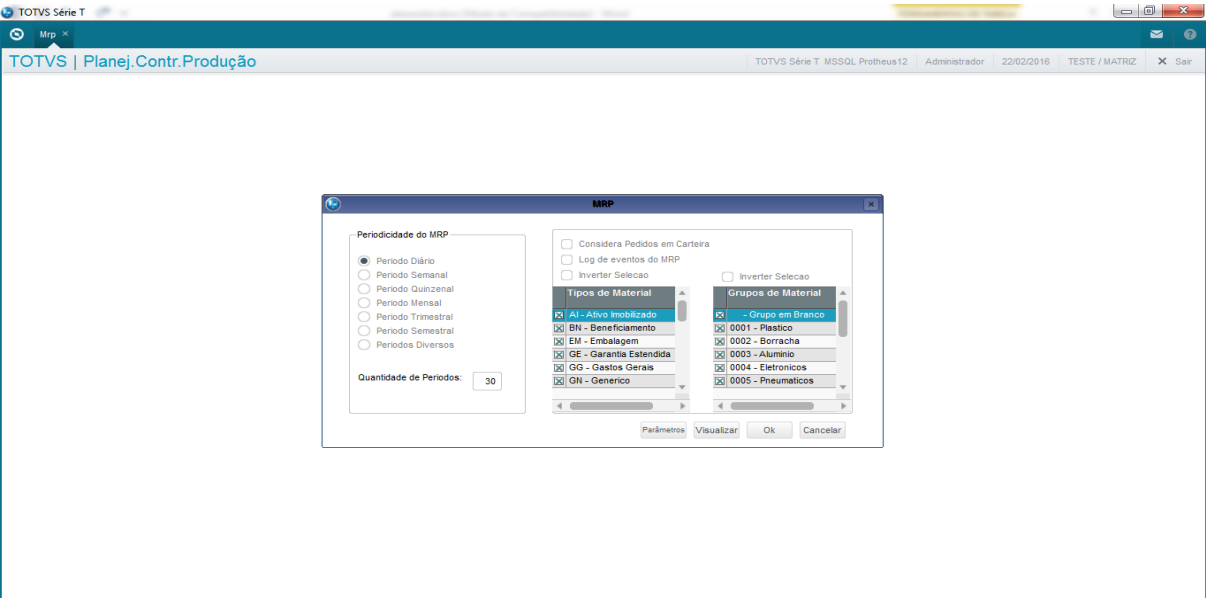 TOTVS Série T
Mrp ×
TOTVS | Planej.Contr.Produção
TOTVS Série T MSSQL Protheus12 Administrador 22/02/2016 TESTE / MATRIZ X Sair
MRP
Periodicidade do MRP
Periodo Diário
Periodo Semanal
Periodo Quinzenal
Periodo Mensal
Periodo Trimestral
Periodo Semestral
Periodos Diversos
Quantidade de Periodos: 30
Considera Pedidos em Carteira
Log de eventos do MRP
Inverter Selecao
Tipos de Material
AI - Ativo Imobilizado
BN - Beneficiamento
EM - Embalagem
GE - Garantia Estendida
GG - Gastos Gerais
GN - Generico
Inverter Selecao
Grupos de Material
- Grupo em Branco
0001 - Plastico
0002 - Borracha
0003 - Aluminio
0004 - Eletronicos
0005 - Pneumaticos
Parâmetros Visualizar Ok Cancelar